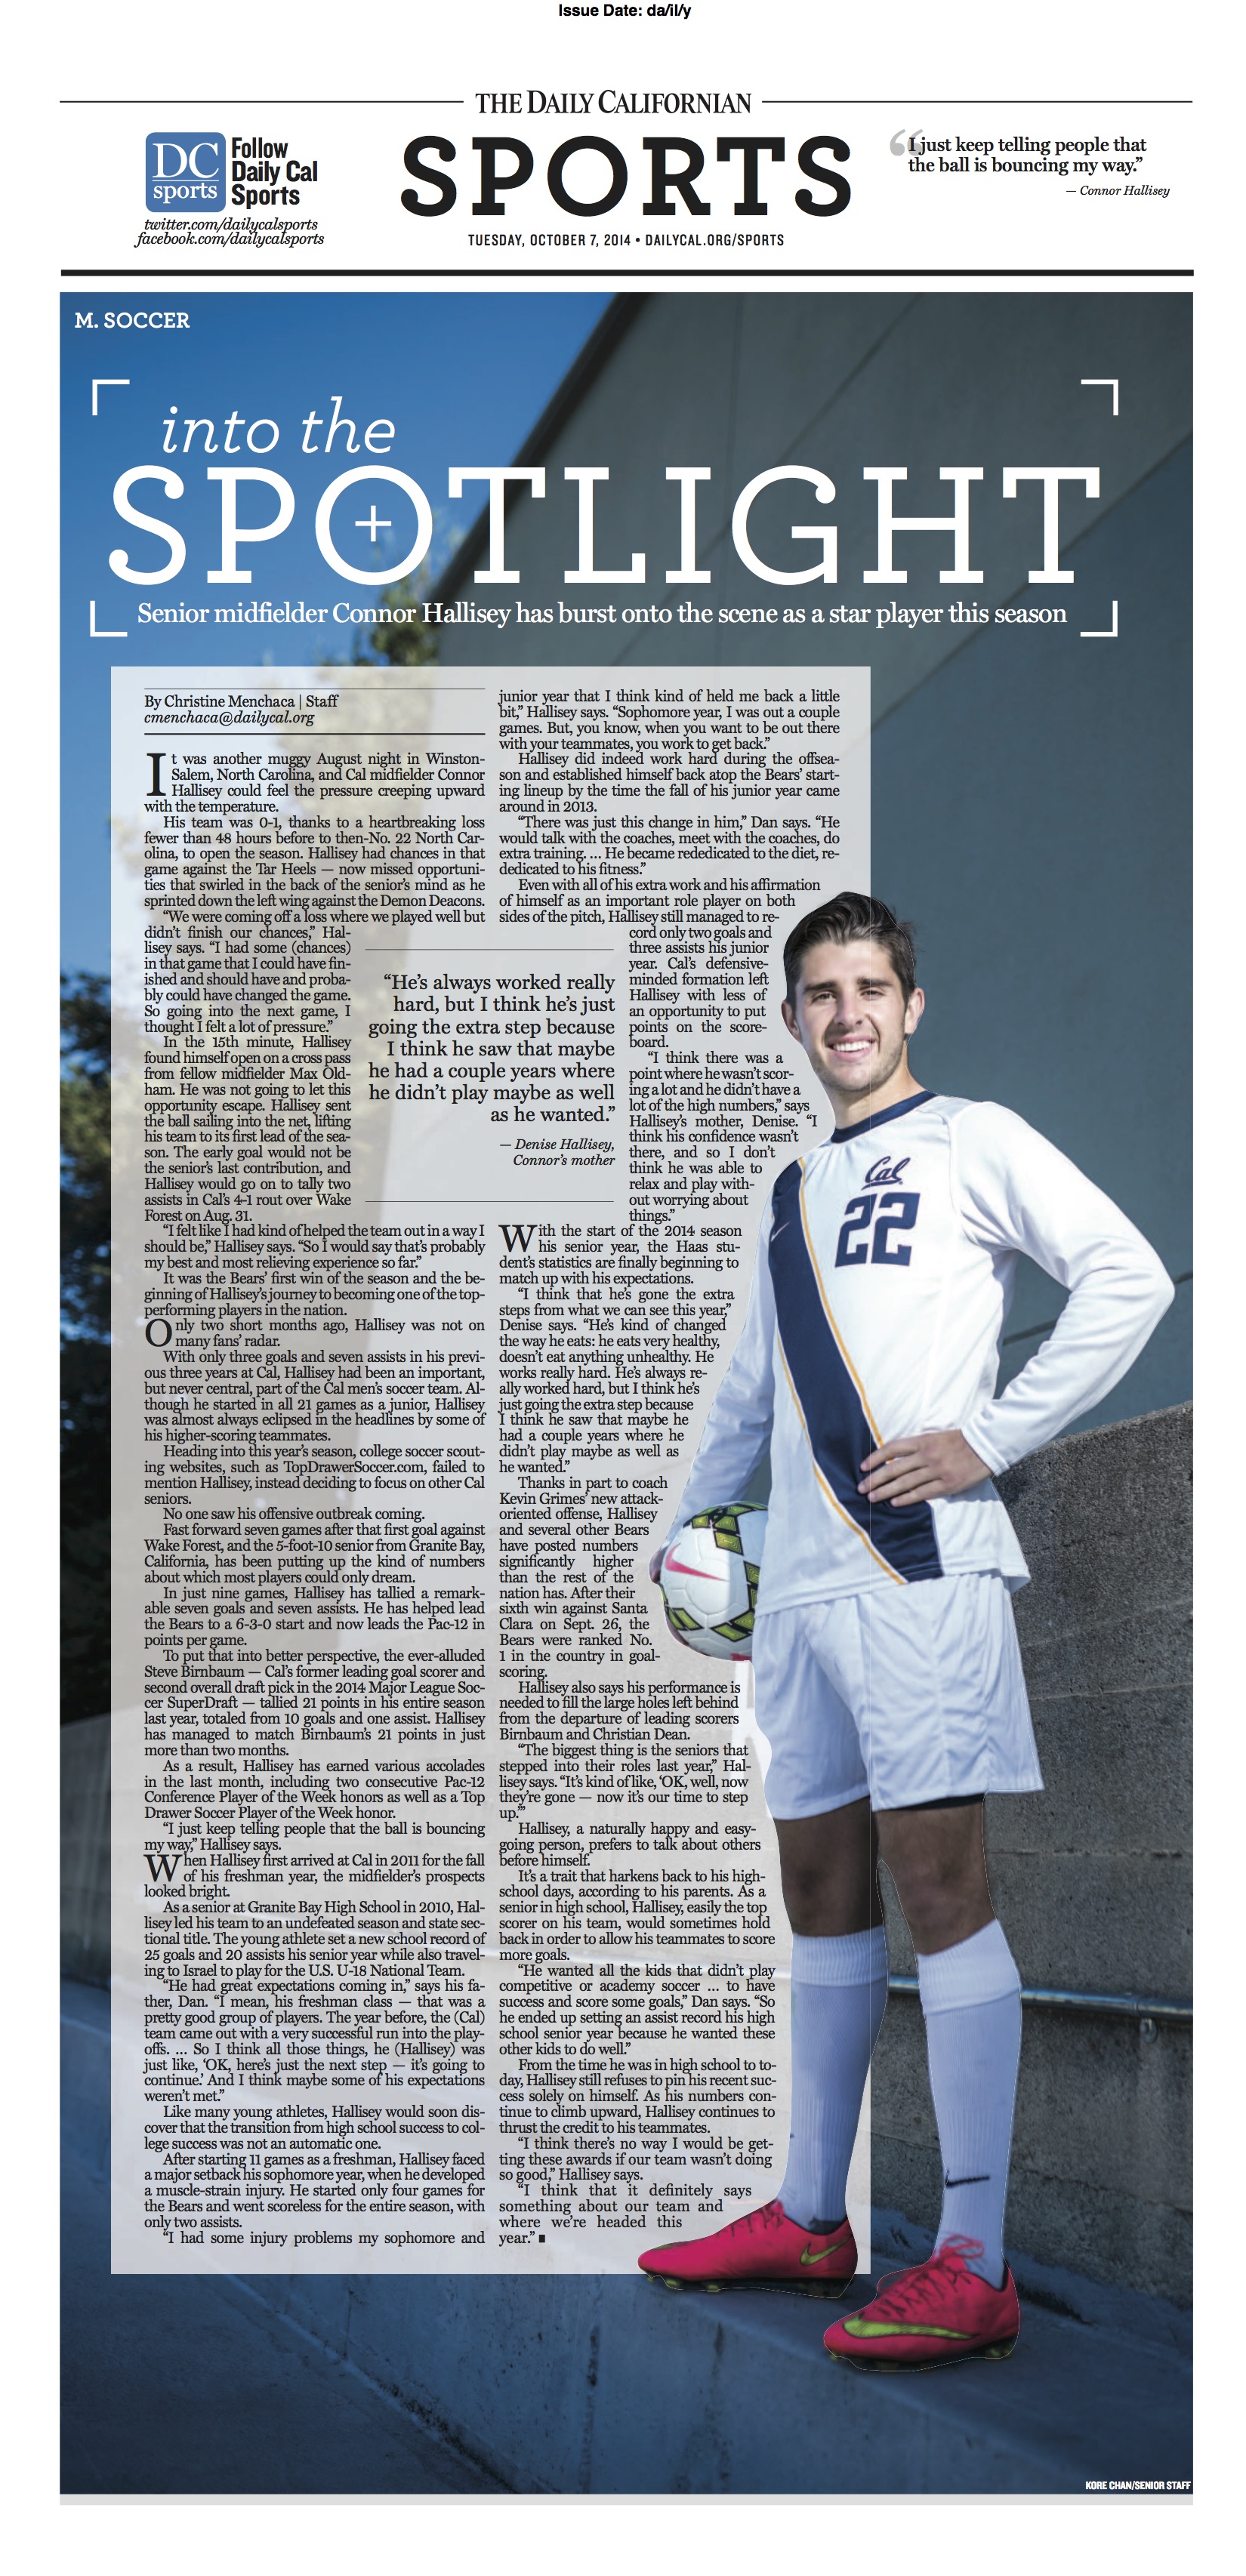 Issue Date: da/il/y
THE DAILY CALIFORNIAN
DC
sports
Follow
Daily Cal
Sports
twitter.com/dailycalsports
facebook.com/dailycalsports
SPORTS
TUESDAY, OCTOBER 7, 2014 • DAILYCAL.ORG/SPORTS
“I just keep telling people that
the ball is bouncing my way.”
— Connor Hallisey
M. SOCCER
into the
SPOTLIGHT
Senior midfielder Connor Hallisey has burst onto the scene as a star player this season
By Christine Menchaca | Staff
cmenchaca@dailycal.org
It was another muggy August night in Winston-
Salem, North Carolina, and Cal midfielder Connor
Hallisey could feel the pressure creeping upward
with the temperature.
His team was 0-1, thanks to a heartbreaking loss
fewer than 48 hours before to then-No. 22 North Car-
olina, to open the season. Hallisey had chances in that
game against the Tar Heels — now missed opportuni-
ties that swirled in the back of the senior’s mind as he
sprinted down the left wing against the Demon Deacons.
“We were coming off a loss where we played well but
didn’t finish our chances,” Hal-
lisey says. “I had some (chances)
in that game that I could have fin-
ished and should have and proba-
bly could have changed the game.
So going into the next game, I
thought I felt a lot of pressure.”
In the 15th minute, Hallisey
found himself open on a cross pass
from fellow midfielder Max Old-
ham. He was not going to let this
opportunity escape. Hallisey sent
the ball sailing into the net, lifting
his team to its first lead of the sea-
son. The early goal would not be
the senior’s last contribution, and
Hallisey would go on to tally two
assists in Cal’s 4-1 rout over Wake
Forest on Aug. 31.
“I felt like I had kind of helped the team out in a way I
should be,” Hallisey says. “So I would say that’s probably
my best and most relieving experience so far.”
It was the Bears’ first win of the season and the be-
ginning of Hallisey’s journey to becoming one of the top-
performing players in the nation.
Only two short months ago, Hallisey was not on
many fans’ radar.
With only three goals and seven assists in his previ-
ous three years at Cal, Hallisey had been an important,
but never central, part of the Cal men’s soccer team. Al-
though he started in all 21 games as a junior, Hallisey
was almost always eclipsed in the headlines by some of
his higher-scoring teammates.
Heading into this year’s season, college soccer scout-
ing websites, such as TopDrawerSoccer.com, failed to
mention Hallisey, instead deciding to focus on other Cal
seniors.
No one saw his offensive outbreak coming.
Fast forward seven games after that first goal against
Wake Forest, and the 5-foot-10 senior from Granite Bay,
California, has been putting up the kind of numbers
about which most players could only dream.
In just nine games, Hallisey has tallied a remark-
able seven goals and seven assists. He has helped lead
the Bears to a 6-3-0 start and now leads the Pac-12 in
points per game.
To put that into better perspective, the ever-alluded
Steve Birnbaum — Cal’s former leading goal scorer and
second overall draft pick in the 2014 Major League Soc-
cer SuperDraft — tallied 21 points in his entire season
last year, totaled from 10 goals and one assist. Hallisey
has managed to match Birnbaum’s 21 points in just
more than two months.
As a result, Hallisey has earned various accolades
in the last month, including two consecutive Pac-12
Conference Player of the Week honors as well as a Top
Drawer Soccer Player of the Week honor.
“I just keep telling people that the ball is bouncing
my way,” Hallisey says.
When Hallisey first arrived at Cal in 2011 for the fall
of his freshman year, the midfielder’s prospects
looked bright.
As a senior at Granite Bay High School in 2010, Hal-
lisey led his team to an undefeated season and state sec-
tional title. The young athlete set a new school record of
25 goals and 20 assists his senior year while also travel-
ing to Israel to play for the U.S. U-18 National Team.
“He had great expectations coming in,” says his fa-
ther, Dan. “I mean, his freshman class — that was a
pretty good group of players. The year before, the (Cal)
team came out with a very successful run into the play-
offs. ... So I think all those things, he (Hallisey) was
just like, ‘OK, here’s just the next step — it’s going to
continue.’ And I think maybe some of his expectations
weren’t met.”
Like many young athletes, Hallisey would soon dis-
cover that the transition from high school success to col-
lege success was not an automatic one.
After starting 11 games as a freshman, Hallisey faced
a major setback his sophomore year, when he developed
a muscle-strain injury. He started only four games for
the Bears and went scoreless for the entire season, with
only two assists.
“I had some injury problems my sophomore and
junior year that I think kind of held me back a little
bit,” Hallisey says. “Sophomore year, I was out a couple
games. But, you know, when you want to be out there
with your teammates, you work to get back.”
Hallisey did indeed work hard during the offsea-
son and established himself back atop the Bears’ start-
ing lineup by the time the fall of his junior year came
around in 2013.
“There was just this change in him,” Dan says. “He
would talk with the coaches, meet with the coaches, do
extra training. ... He became rededicated to the diet, re-
dedicated to his fitness.”
Even with all of his extra work and his affirmation
of himself as an important role player on both
sides of the pitch, Hallisey still managed to re-
cord only two goals and
three assists his junior
year. Cal’s defensive-
minded formation left
Hallisey with less of
an opportunity to put
points on the score-
board.
“I think there was a
point where he wasn’t scor-
ing a lot and he didn’t have a
lot of the high numbers,” says
Hallisey’s mother, Denise. “I
think his confidence wasn’t
there, and so I don’t
think he was able to
relax and play with-
out worrying about
things.”
“He’s always worked really
hard, but I think he’s just
going the extra step because
I think he saw that maybe
he had a couple years where
he didn’t play maybe as well
as he wanted.”
— Denise Hallisey,
Connor’s mother
With the start of the 2014 season
his senior year, the Haas stu-
dent’s statistics are finally beginning to
match up with his expectations.
“I think that he’s gone the extra
steps from what we can see this year,”
Denise says. “He’s kind of changed
the way he eats: he eats very healthy,
doesn’t eat anything unhealthy. He
works really hard. He’s always re-
ally worked hard, but I think he’s
just going the extra step because
I think he saw that maybe he
had a couple years where he
didn’t play maybe as well as
he wanted.”
Thanks in part to coach
Kevin Grimes’ new attack-
oriented offense, Hallisey
and several other Bears
have posted numbers
significantly higher
than the rest of the
nation has. After their
sixth win against Santa
Clara on Sept. 26, the
Bears were ranked No.
1 in the country in goal-
scoring.
Hallisey also says his performance is
needed to fill the large holes left behind
from the departure of leading scorers
Birnbaum and Christian Dean.
“The biggest thing is the seniors that
stepped into their roles last year,” Hal-
lisey says. “It’s kind of like, ‘OK, well, now
they’re gone — now it’s our time to step
up.’”
Hallisey, a naturally happy and easy-
going person, prefers to talk about others
before himself.
It’s a trait that harkens back to his high-
school days, according to his parents. As a
senior in high school, Hallisey, easily the top
scorer on his team, would sometimes hold
back in order to allow his teammates to score
more goals.
“He wanted all the kids that didn’t play
competitive or academy soccer ... to have
success and score some goals,” Dan says. “So
he ended up setting an assist record his high
school senior year because he wanted these
other kids to do well.”
From the time he was in high school to to-
day, Hallisey still refuses to pin his recent suc-
cess solely on himself. As his numbers con-
tinue to climb upward, Hallisey continues to
thrust the credit to his teammates.
“I think there’s no way I would be get-
ting these awards if our team wasn’t doing
so good,” Hallisey says.
“I think that it definitely says
something about our team and
where we’re headed this
year.” ■
Cal
22
KORE CHAN/SENIOR STAFF